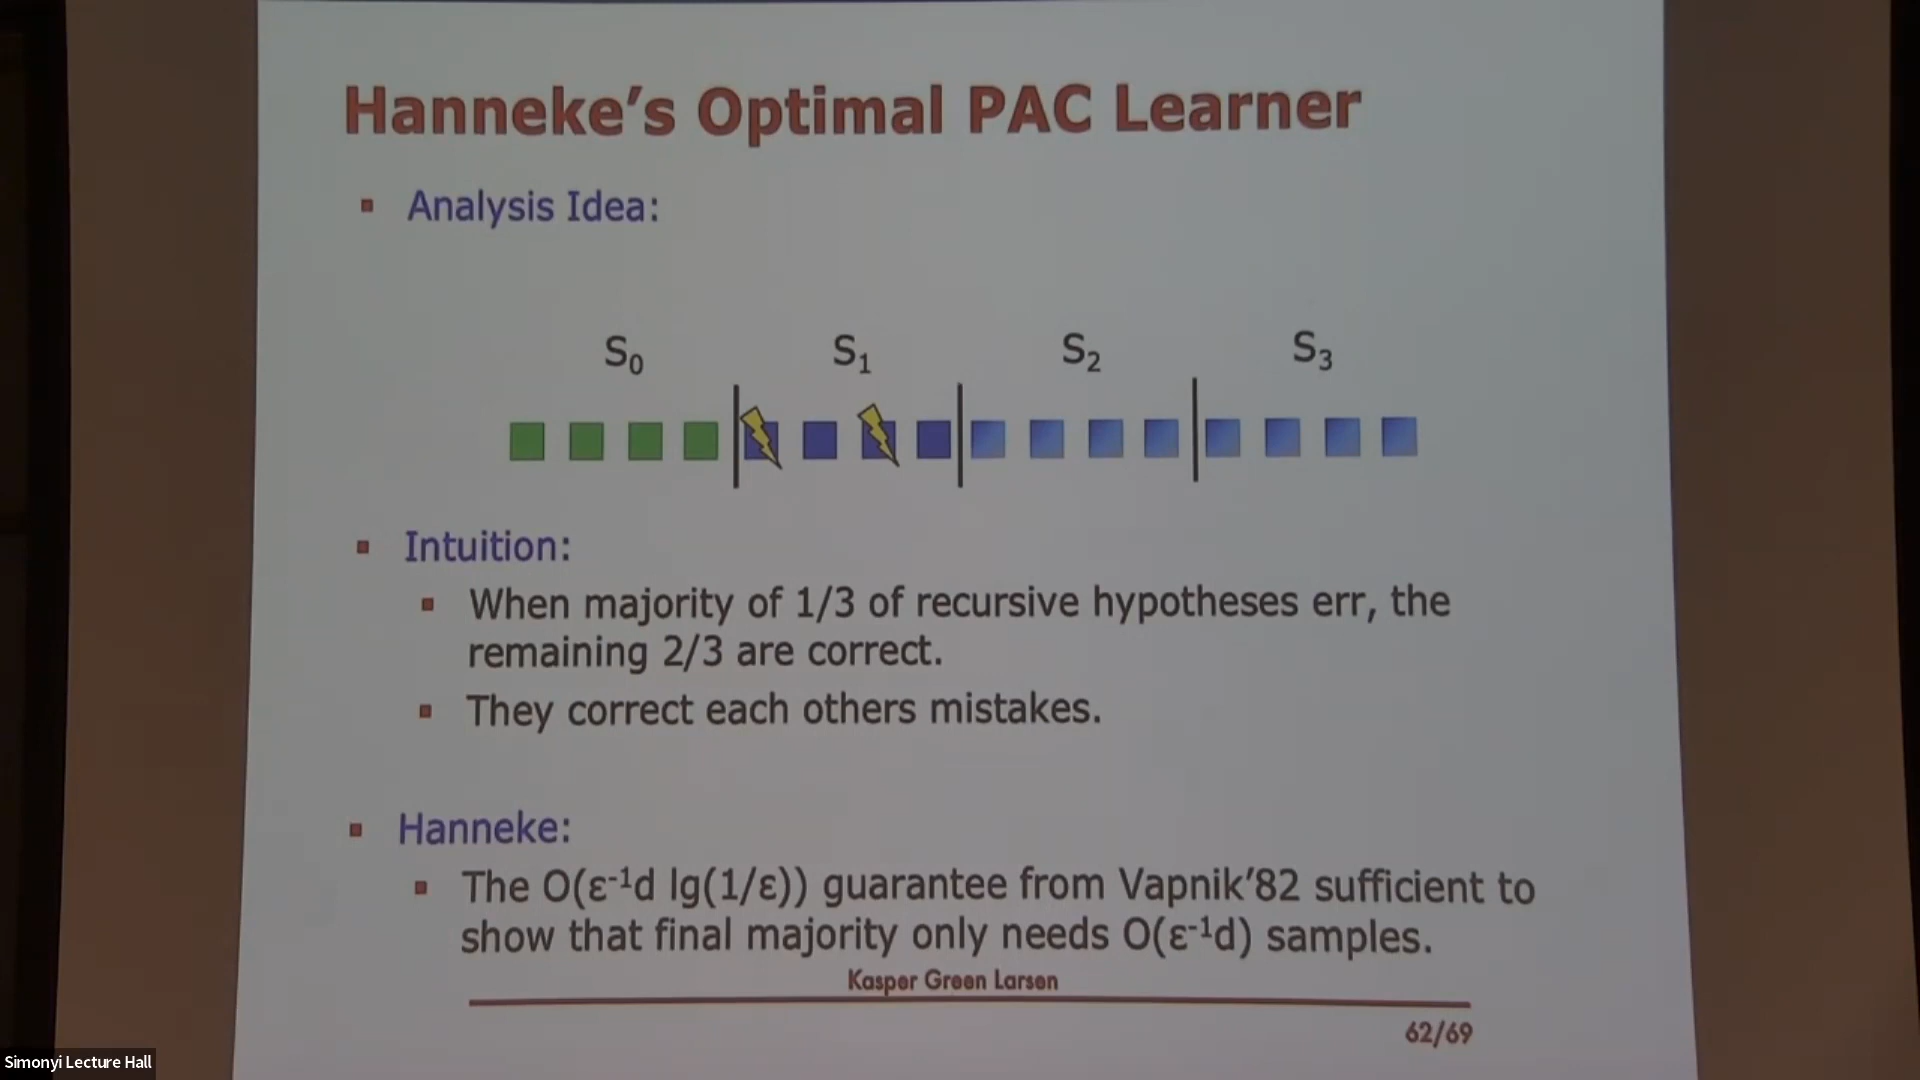 Hanneke’s Optimal PAC Learner
Analysis Idea:
S₀ S₁ S₂ S₃
Intuition:
When majority of 1/3 of recursive hypotheses err, the
remaining 2/3 are correct.
They correct each others mistakes.
Hanneke:
The O(ε⁻¹d lg(1/ε)) guarantee from Vapnik’82 sufficient to
show that final majority only needs O(ε⁻¹d) samples.
Kasper Green Larsen
62/69
Simonyi Lecture Hall